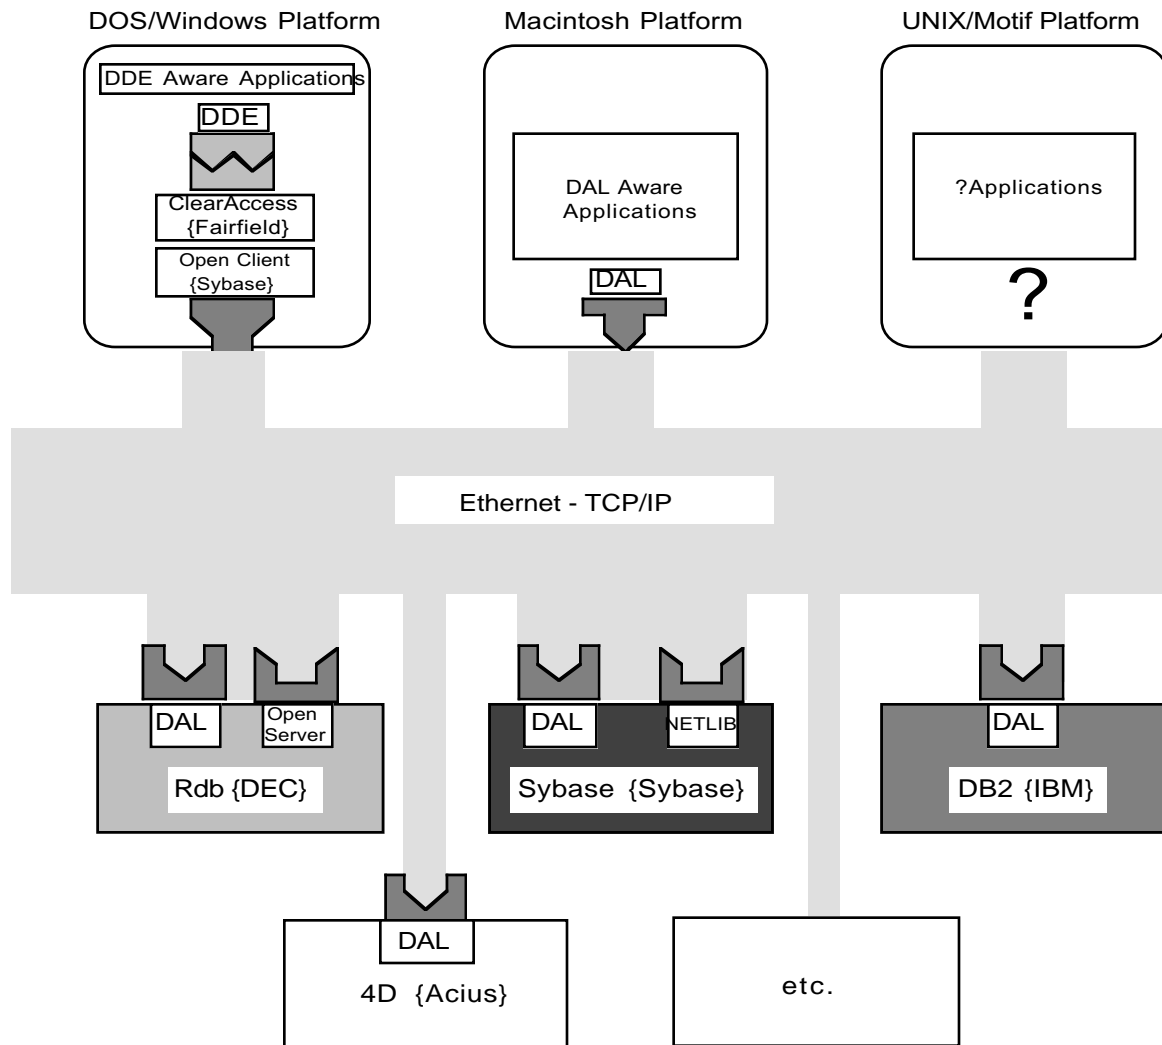 DOS/Windows Platform
Macintosh Platform
UNIX/Motif Platform
DDE Aware Applications
DDE
ClearAccess
{Fairfield}
Open Client
{Sybase}
DAL Aware
Applications
DAL
?Applications
?
Ethernet - TCP/IP
DAL
Open
Server
Rdb {DEC}
DAL
NETLIB
Sybase {Sybase}
DAL
DB2 {IBM}
DAL
4D {Acius}
etc.